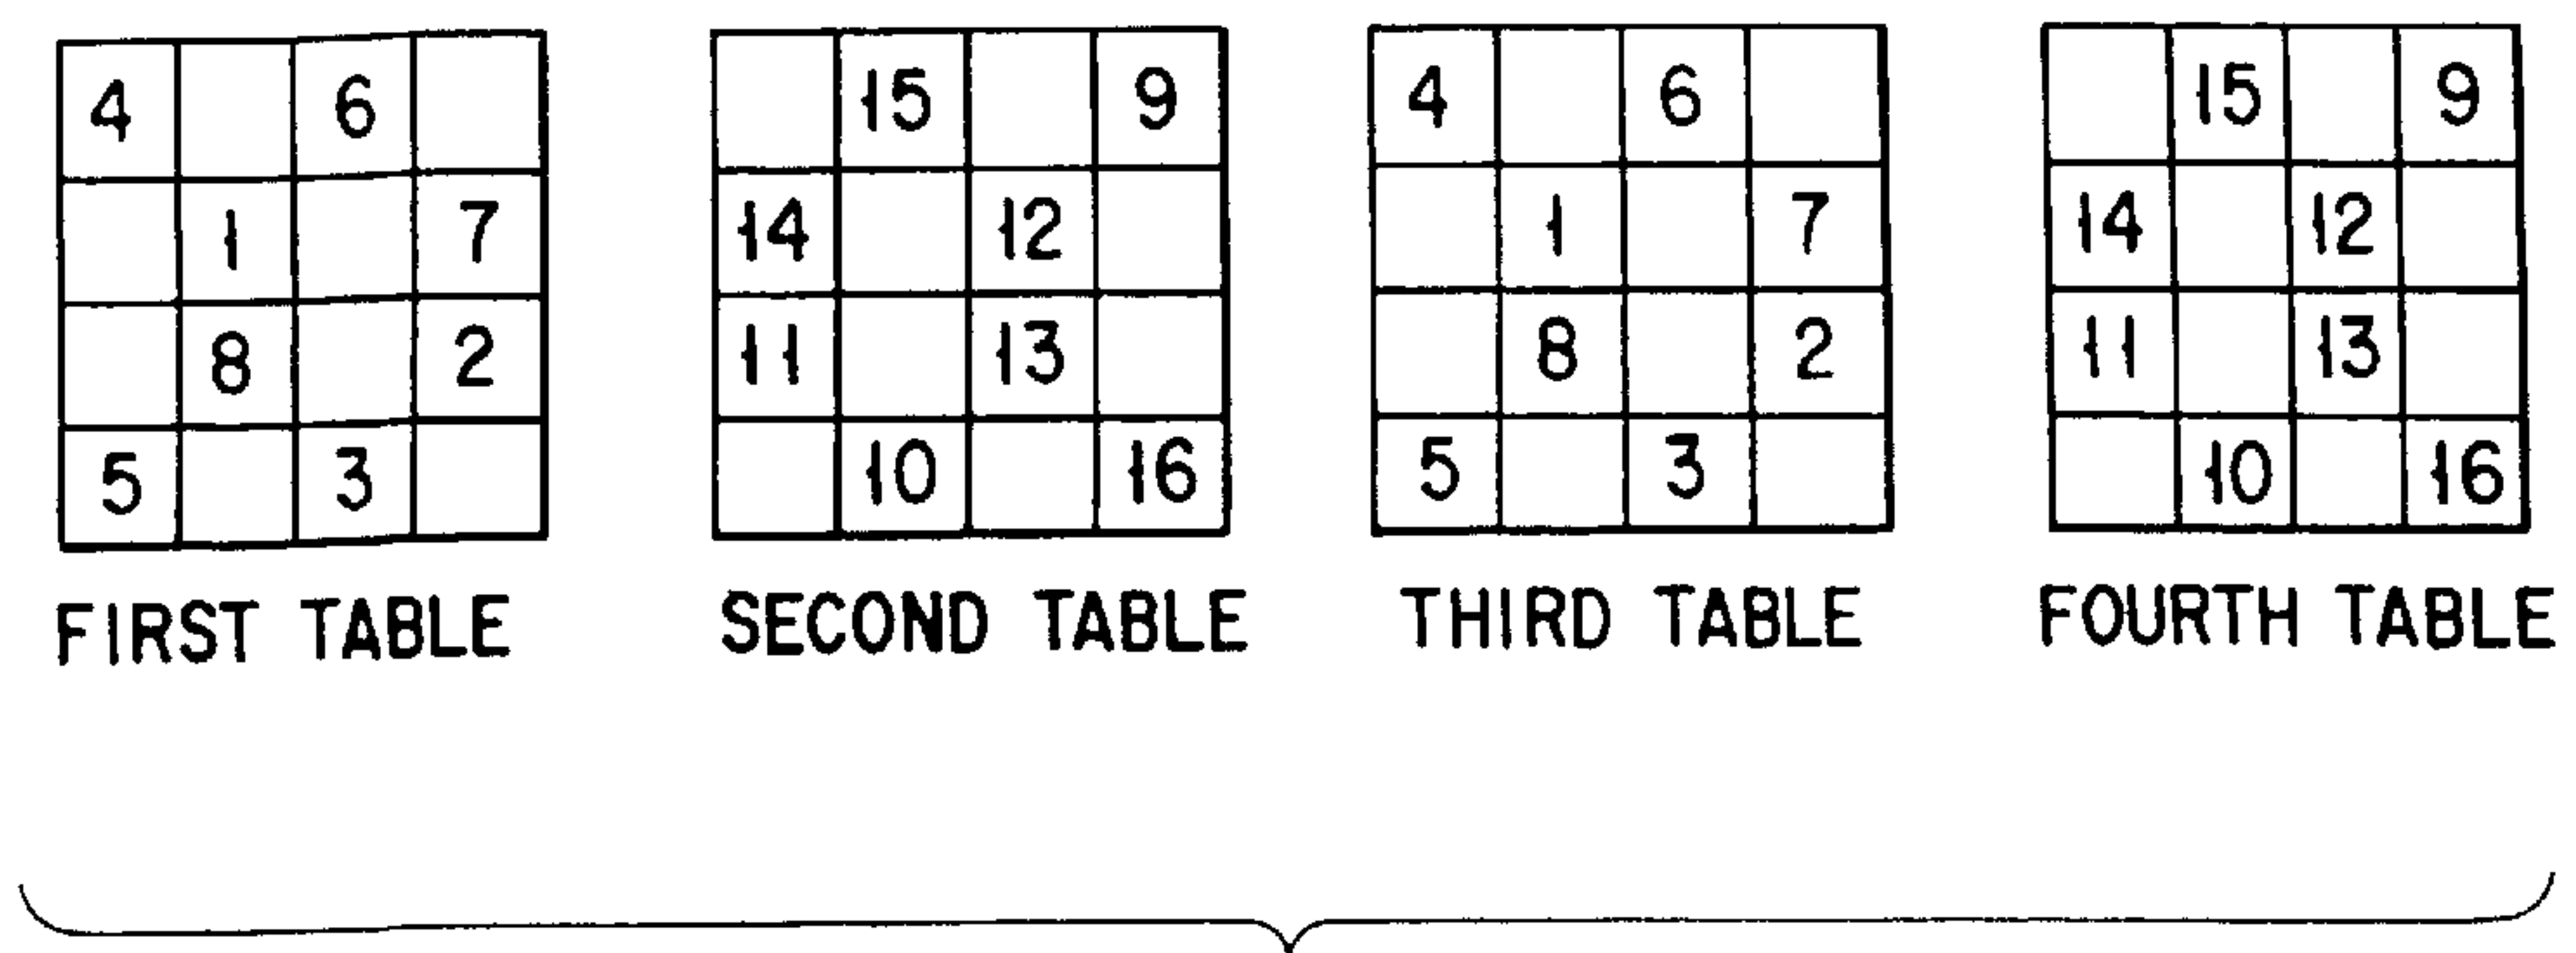 4 6 15 9 4 6 15 9
1 7 14 12 1 7 14 12
8 2 11 13 8 2 11 13
5 3 10 16 5 3 10 16
FIRST TABLE SECOND TABLE THIRD TABLE FOURTH TABLE